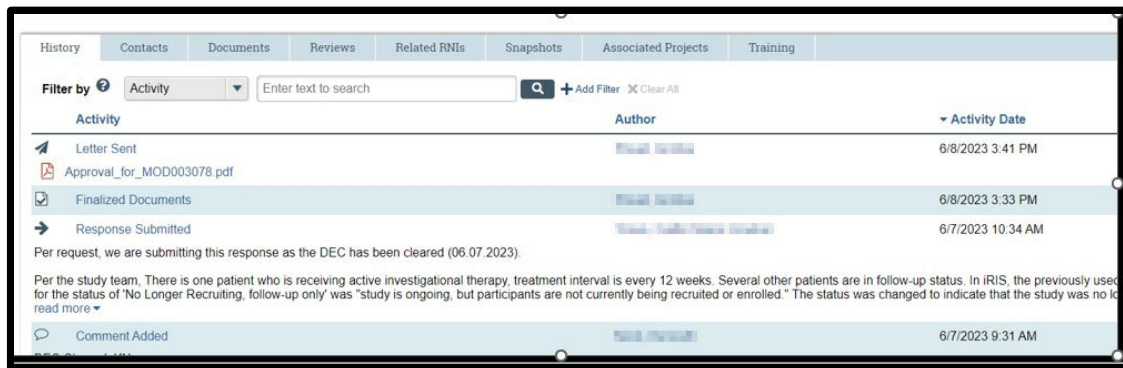 History Contacts Documents Reviews Related RNIs Snapshots Associated Projects Training
Filter by ? Activity Enter text to search + Add Filter Clear All
Activity Author Activity Date
Letter Sent 6/8/2023 3:41 PM
Approval_for_MOD003078.pdf
Finalized Documents 6/8/2023 3:33 PM
Response Submitted 6/7/2023 10:34 AM
Per request, we are submitting this response as the DEC has been cleared (06.07.2023).
Per the study team, There is one patient who is receiving active investigational therapy, treatment interval is every 12 weeks. Several other patients are in follow-up status. In iRIS, the previously used
for the status of 'No Longer Recruiting, follow-up only' was "study is ongoing, but participants are not currently being recruited or enrolled." The status was changed to indicate that the study was no
read more
Comment Added 6/7/2023 9:31 AM